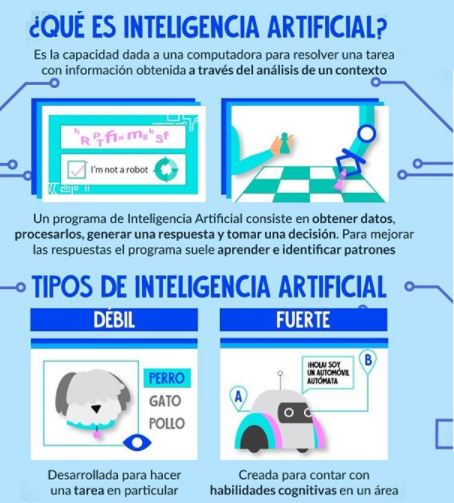 ¿QUÉ ES INTELIGENCIA ARTIFICIAL?
Es la capacidad dada a una computadora para resolver una tarea
con información obtenida a través del análisis de un contexto
I'm not a robot
Un programa de Inteligencia Artificial consiste en obtener datos,
procesarlos, generar una respuesta y tomar una decisión. Para mejorar
las respuestas el programa suele aprender e identificar patrones
TIPOS DE INTELIGENCIA ARTIFICIAL
DÉBIL
PERRO
GATO
POLLO
Desarrollada para hacer
una tarea en particular
FUERTE
¡HOLA! SOY
UN AUTOMÓVIL
AUTÓMATA
B
A
Creada para contar con
habilidades cognitivas en un área